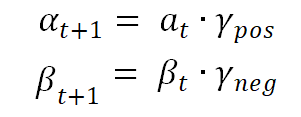 α_{t+1} = a_t · γ_{pos}
β_{t+1} = β_t · γ_{neg}